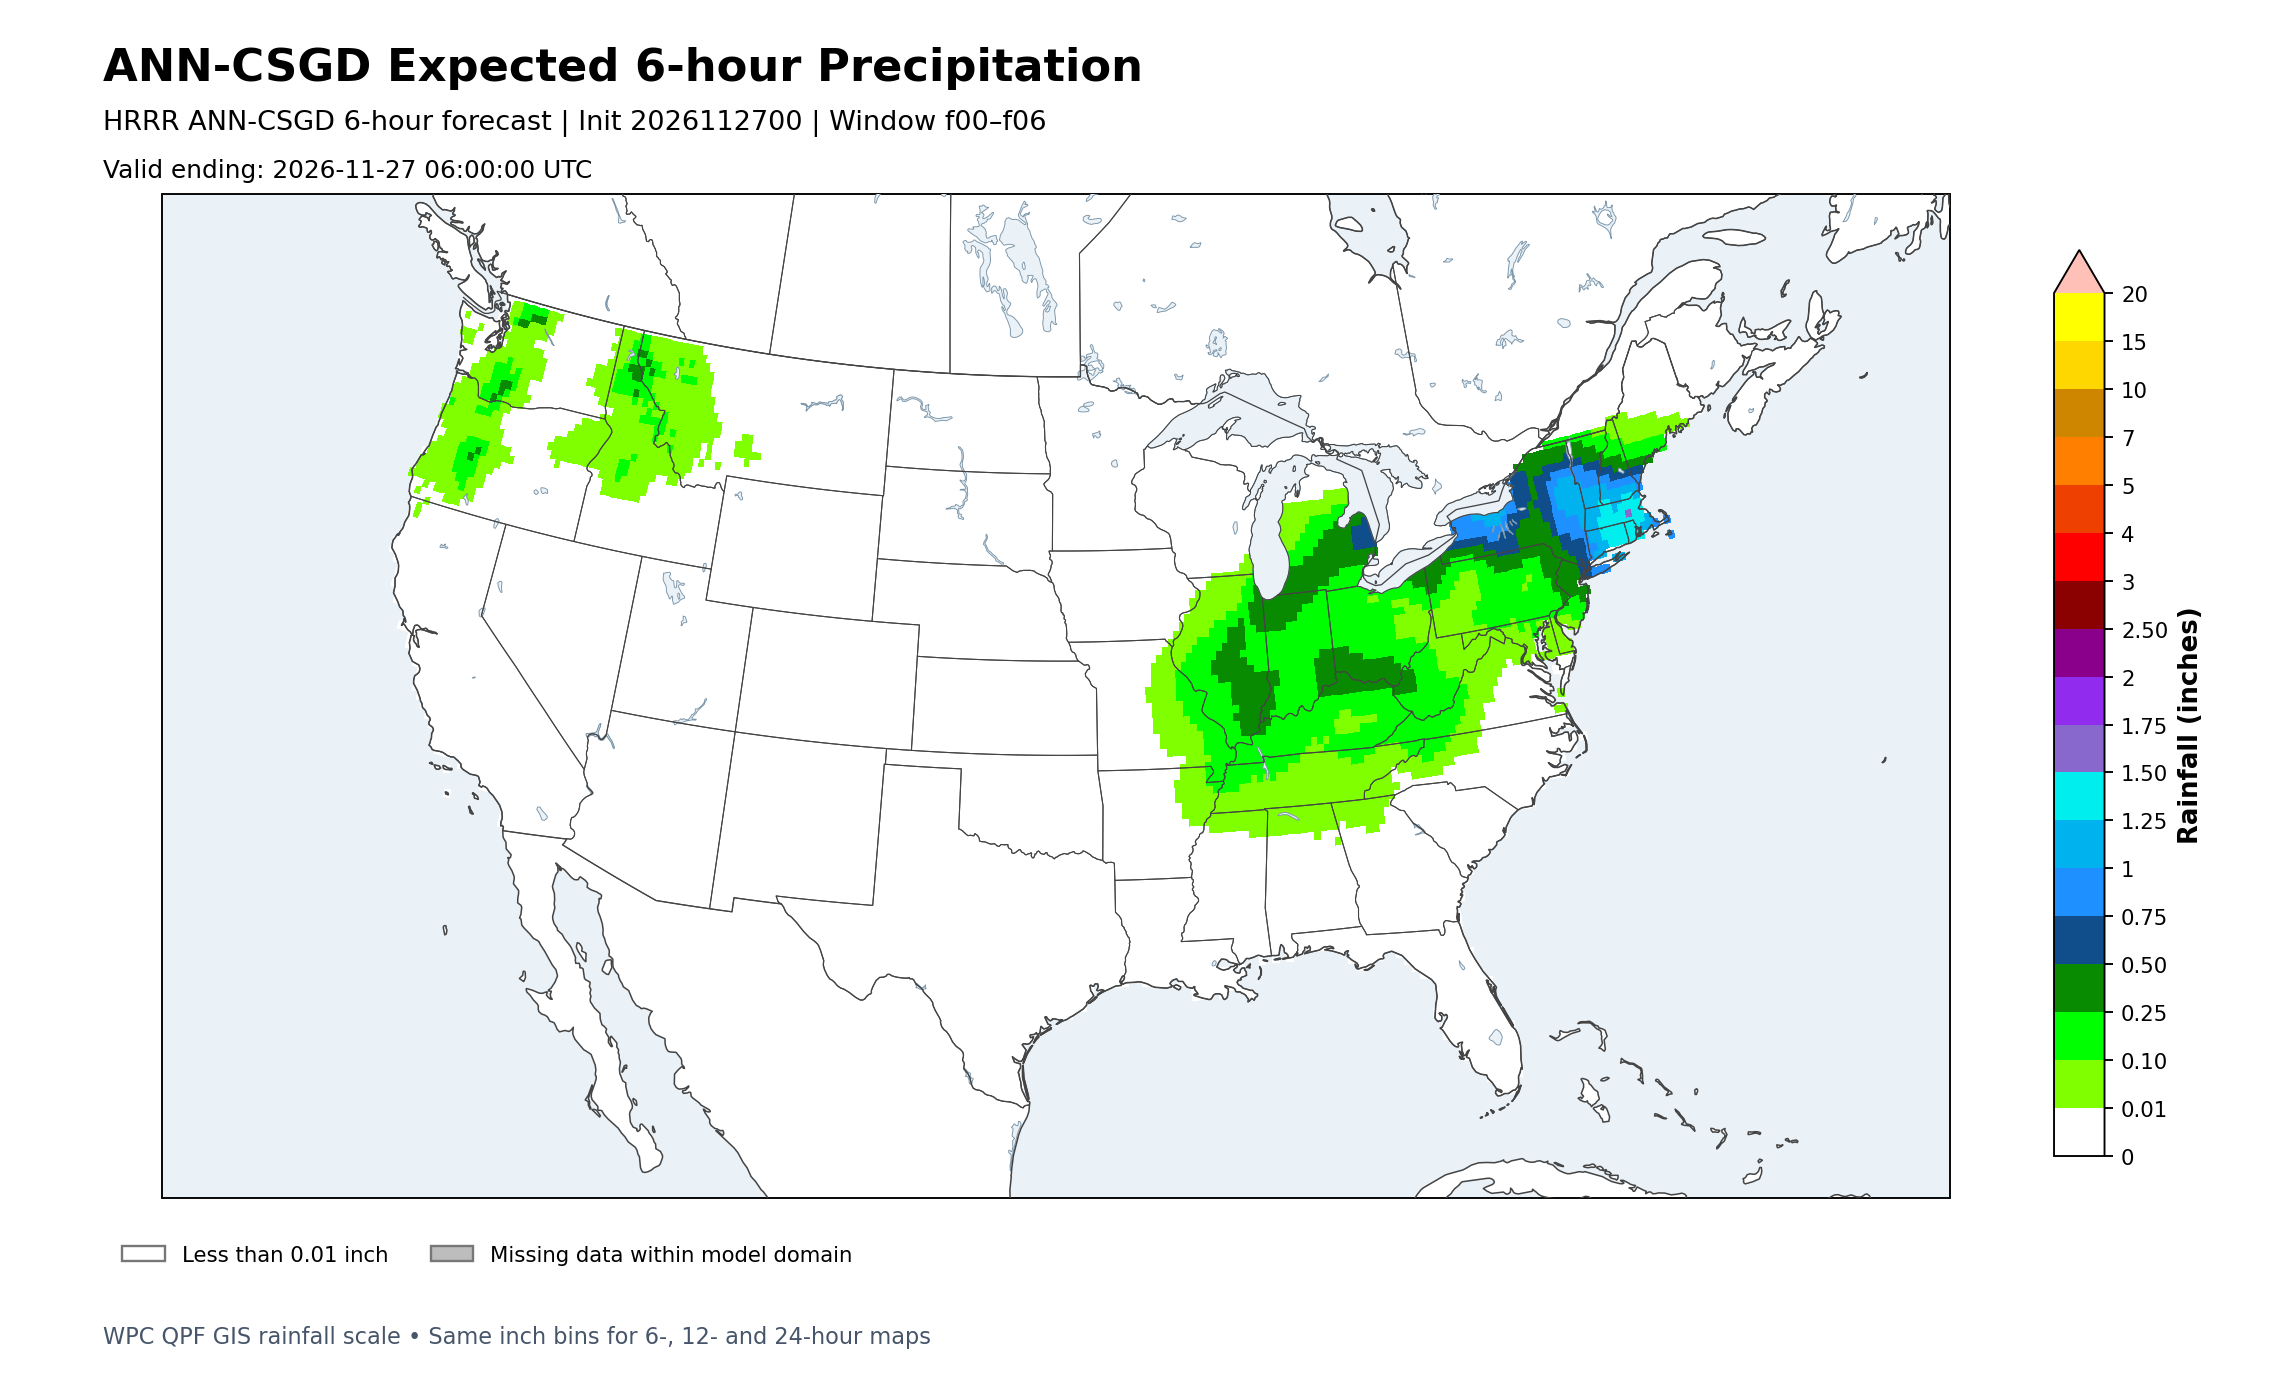 ANN-CSGD Expected 6-hour Precipitation
HRRR ANN-CSGD 6-hour forecast | Init 2026112700 | Window f00–f06
Valid ending: 2026-11-27 06:00:00 UTC
20
15
10
7
5
4
3
2.50
2
1.75
1.50
1.25
1
0.75
0.50
0.25
0.10
0.01
0
Rainfall (inches)
Less than 0.01 inch
Missing data within model domain
WPC QPF GIS rainfall scale • Same inch bins for 6-, 12- and 24-hour maps